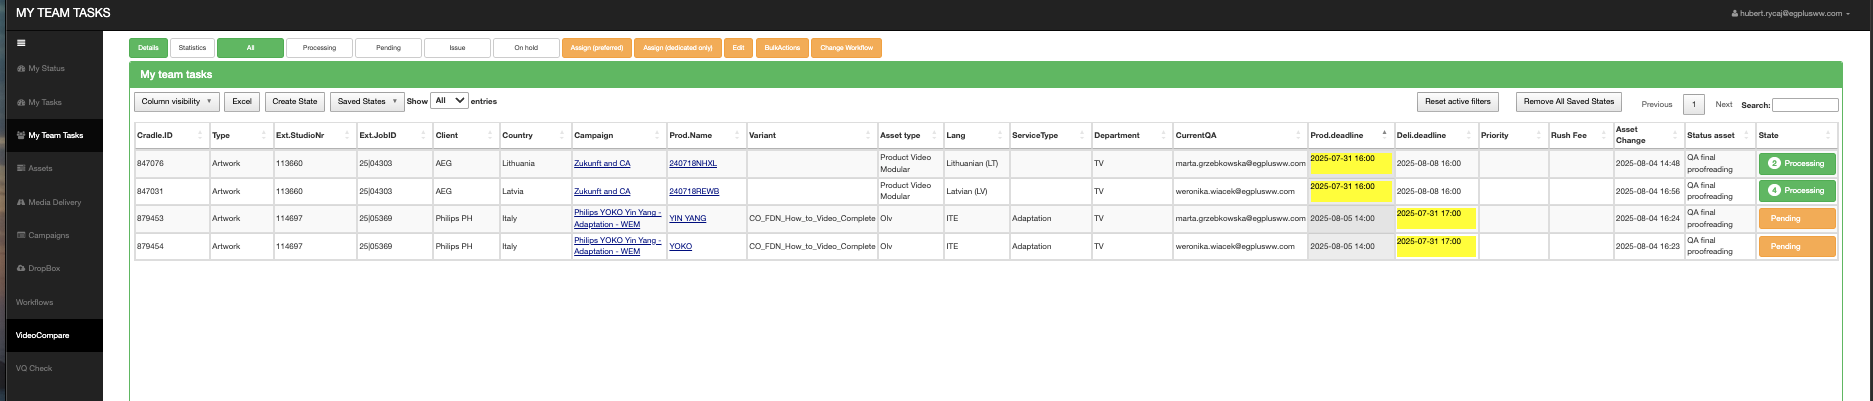 MY TEAM TASKS
hubert.rycaj@egplusww.com
My Status
My Tasks
My Team Tasks
Assets
Media Delivery
Campaigns
DropBox
Workflows
VideoCompare
VQ Check
Details Statistics All Processing Pending Issue On hold Assign (preferred) Assign (dedicated only) Edit BulkActions Change Workflow
My team tasks
Column visibility Excel Create State Saved States Show All entries Reset active filters Remove All Saved States Previous 1 Next Search:
Cradle.ID Type Ext.StudioNr Ext.JobID Client Country Campaign Prod.Name Variant Asset type Lang ServiceType Department CurrentQA Prod.deadline Deli.deadline Priority Rush Fee Asset Change Status asset State
847076 Artwork 113660 25|04303 AEG Lithuania Zukunft and CA 240718NHXL Product Video Modular Lithuanian (LT) TV marta.grzebkowska@egplusww.com 2025-07-31 16:00 2025-08-08 16:00 2025-08-04 14:48 QA final proofreading 2 Processing
847031 Artwork 113660 25|04303 AEG Latvia Zukunft and CA 240718REWB Product Video Modular Latvian (LV) TV weronika.wiacek@egplusww.com 2025-07-31 16:00 2025-08-08 16:00 2025-08-04 16:56 QA final proofreading 4 Processing
879453 Artwork 114697 25|05369 Philips PH Italy Philips YOKO Yin Yang - Adaptation - WEM YIN YANG CO_FDN_How_to_Video_Complete Olv ITE Adaptation TV marta.grzebkowska@egplusww.com 2025-08-05 14:00 2025-07-31 17:00 2025-08-04 16:24 QA final proofreading Pending
879454 Artwork 114697 25|05369 Philips PH Italy Philips YOKO Yin Yang - Adaptation - WEM YOKO CO_FDN_How_to_Video_Complete Olv ITE Adaptation TV weronika.wiacek@egplusww.com 2025-08-05 14:00 2025-07-31 17:00 2025-08-04 16:23 QA final proofreading Pending